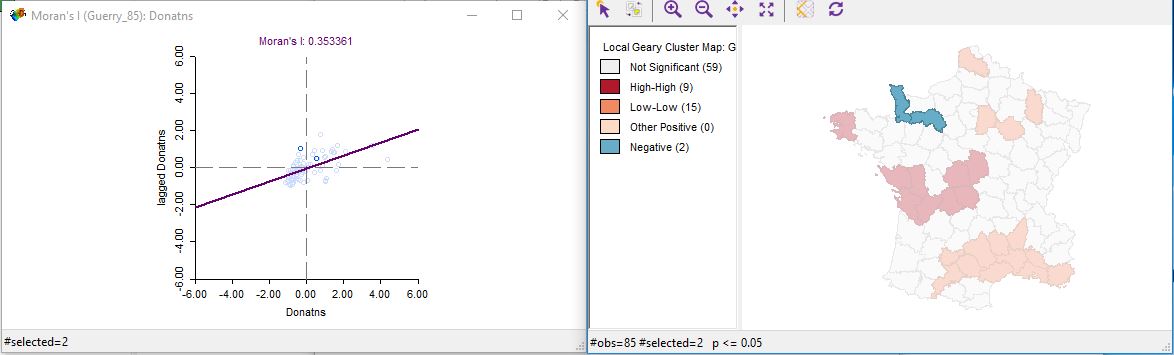 Moran's I (Guerry_85): Donatns
Moran's I: 0.353361
6.00
4.00
2.00
0.00
-2.00
-4.00
-6.00
lagged Donatns
-6.00 -4.00 -2.00 0.00 2.00 4.00 6.00
Donatns
#selected=2
Local Geary Cluster Map: G
Not Significant (59)
High-High (9)
Low-Low (15)
Other Positive (0)
Negative (2)
#obs=85 #selected=2 p <= 0.05